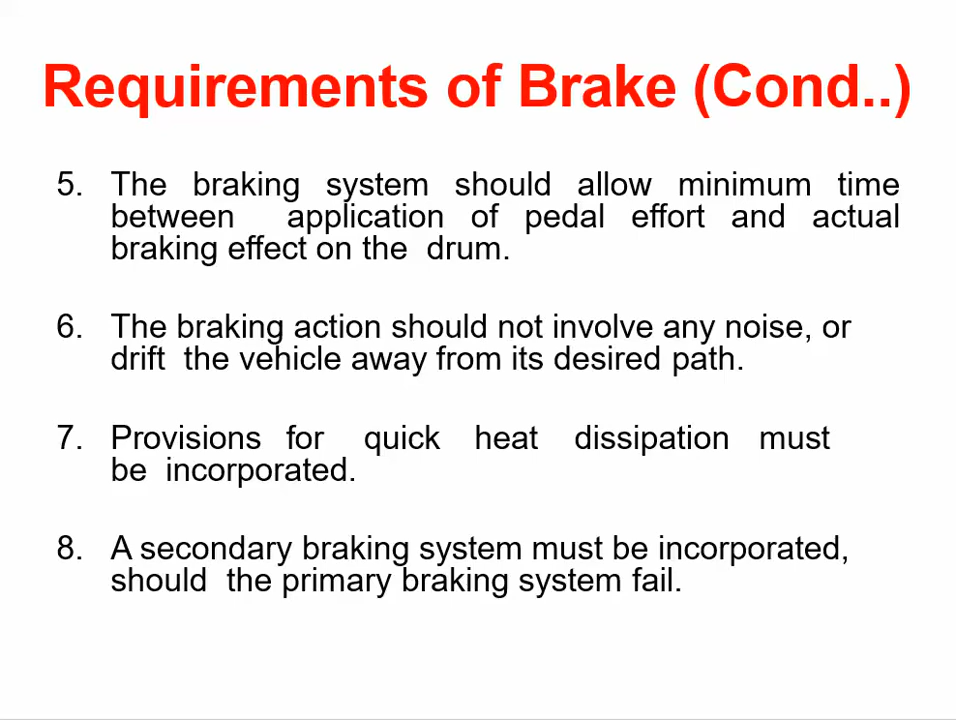 Requirements of Brake (Cond..)
5. The braking system should allow minimum time
between application of pedal effort and actual
braking effect on the drum.
6. The braking action should not involve any noise, or
drift the vehicle away from its desired path.
7. Provisions for quick heat dissipation must
be incorporated.
8. A secondary braking system must be incorporated,
should the primary braking system fail.